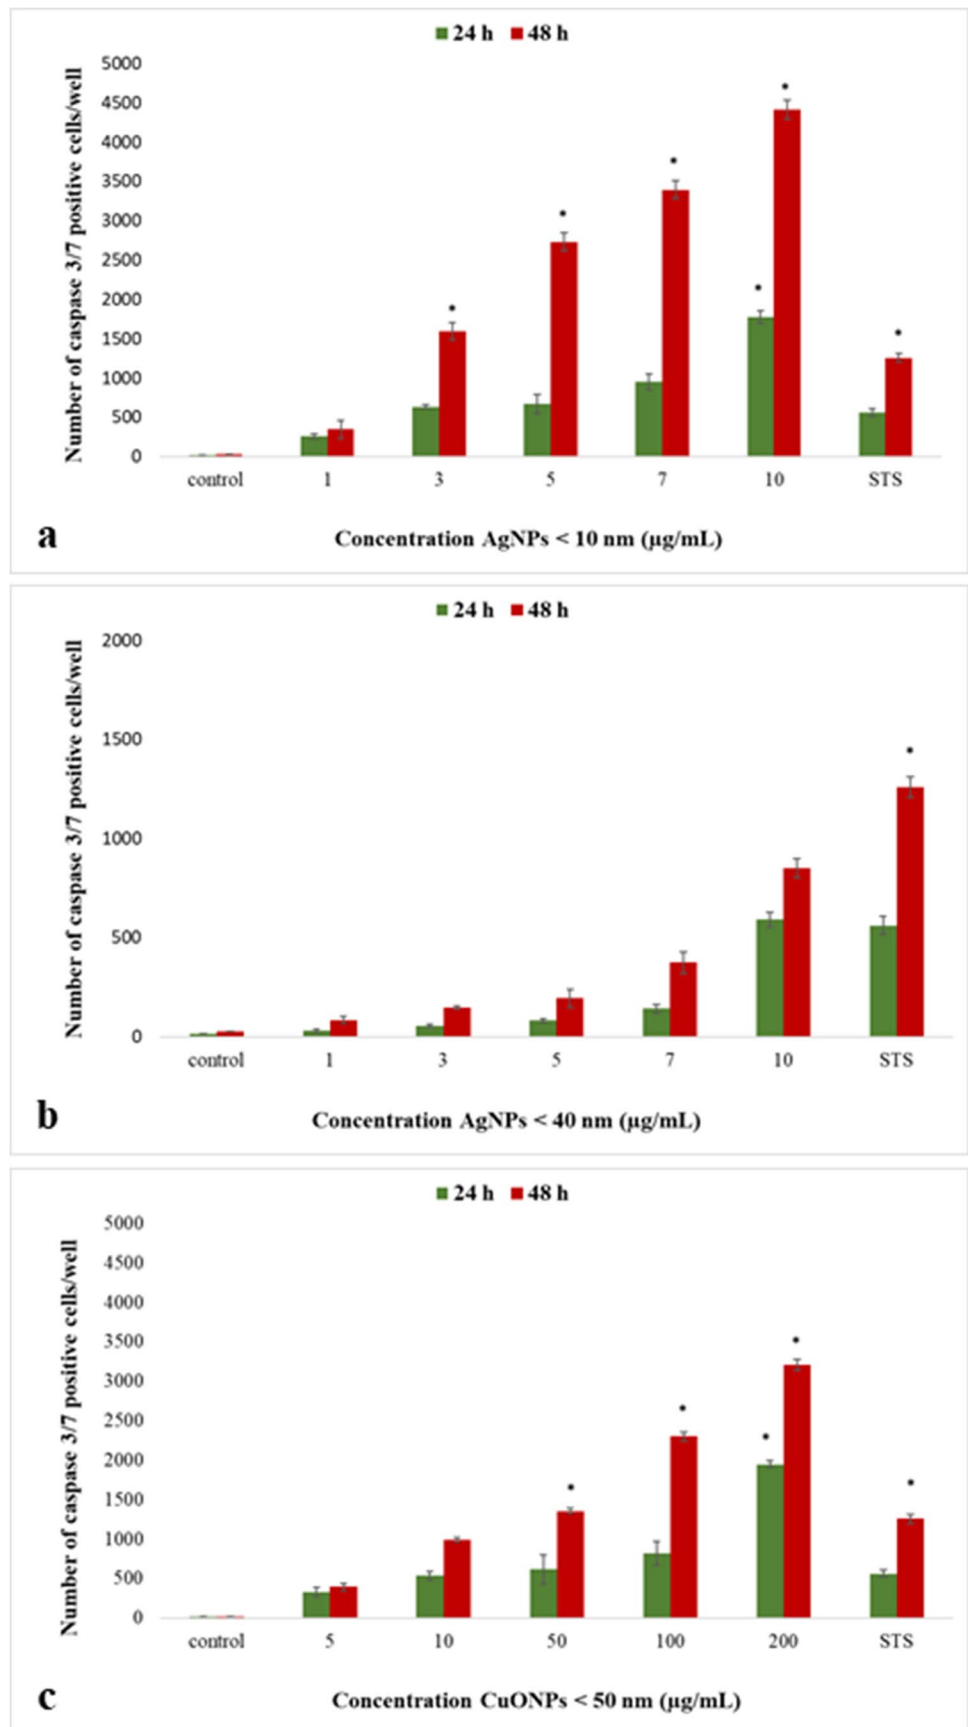 24 h 48 h
Number of caspase 3/7 positive cells/well
5000
4500
4000
3500
3000
2500
2000
1500
1000
500
0
* * * * * *
control 1 3 5 7 10 STS
a
Concentration AgNPs < 10 nm (µg/mL)
24 h 48 h
Number of caspase 3/7 positive cells/well
2000
1500
1000
500
0
*
control 1 3 5 7 10 STS
b
Concentration AgNPs < 40 nm (µg/mL)
24 h 48 h
Number of caspase 3/7 positive cells/well
5000
4500
4000
3500
3000
2500
2000
1500
1000
500
0
* * * * *
control 5 10 50 100 200 STS
c
Concentration CuONPs < 50 nm (µg/mL)